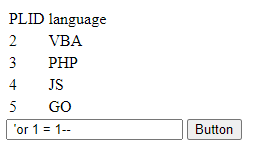 PLID language
2 VBA
3 PHP
4 JS
5 GO
'or 1 = 1-- Button